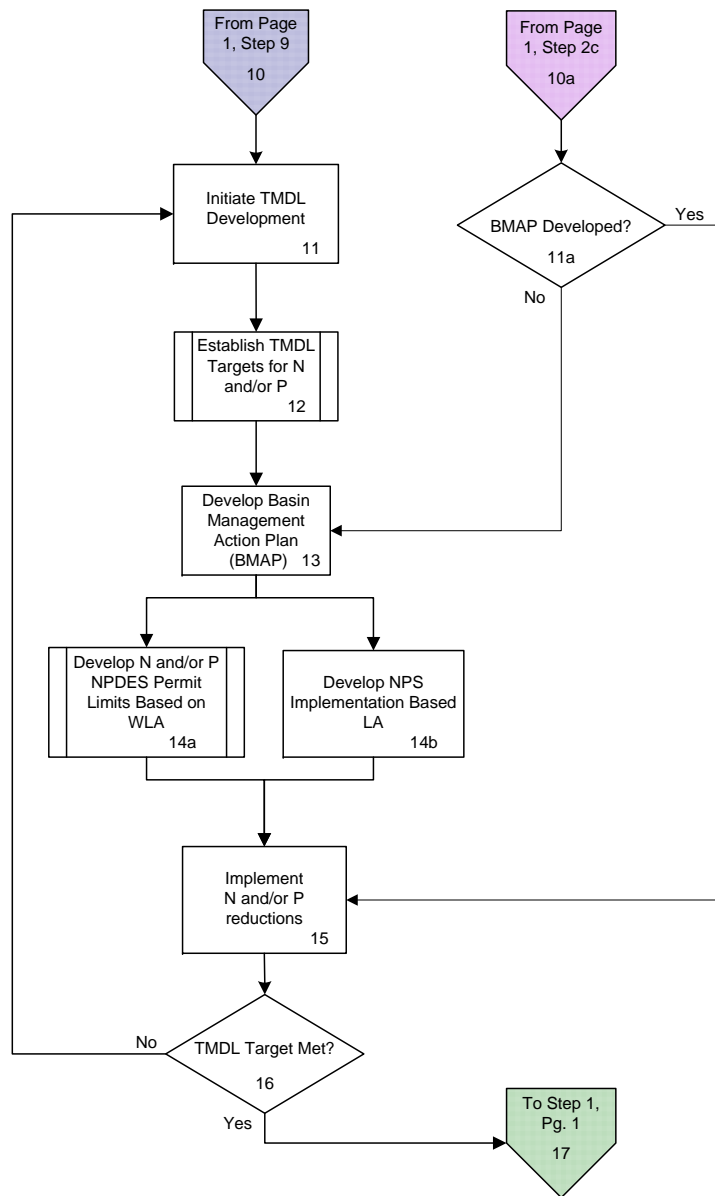 From Page
1, Step 9
10
From Page
1, Step 2c
10a
Initiate TMDL
Development
11
BMAP Developed?
11a
Yes
No
Establish TMDL
Targets for N
and/or P
12
Develop Basin
Management
Action Plan
(BMAP) 13
Develop N and/or P
NPDES Permit
Limits Based on
WLA
14a
Develop NPS
Implementation Based
LA
14b
Implement
N and/or P
reductions
15
No
TMDL Target Met?
16
Yes
To Step 1,
Pg. 1
17